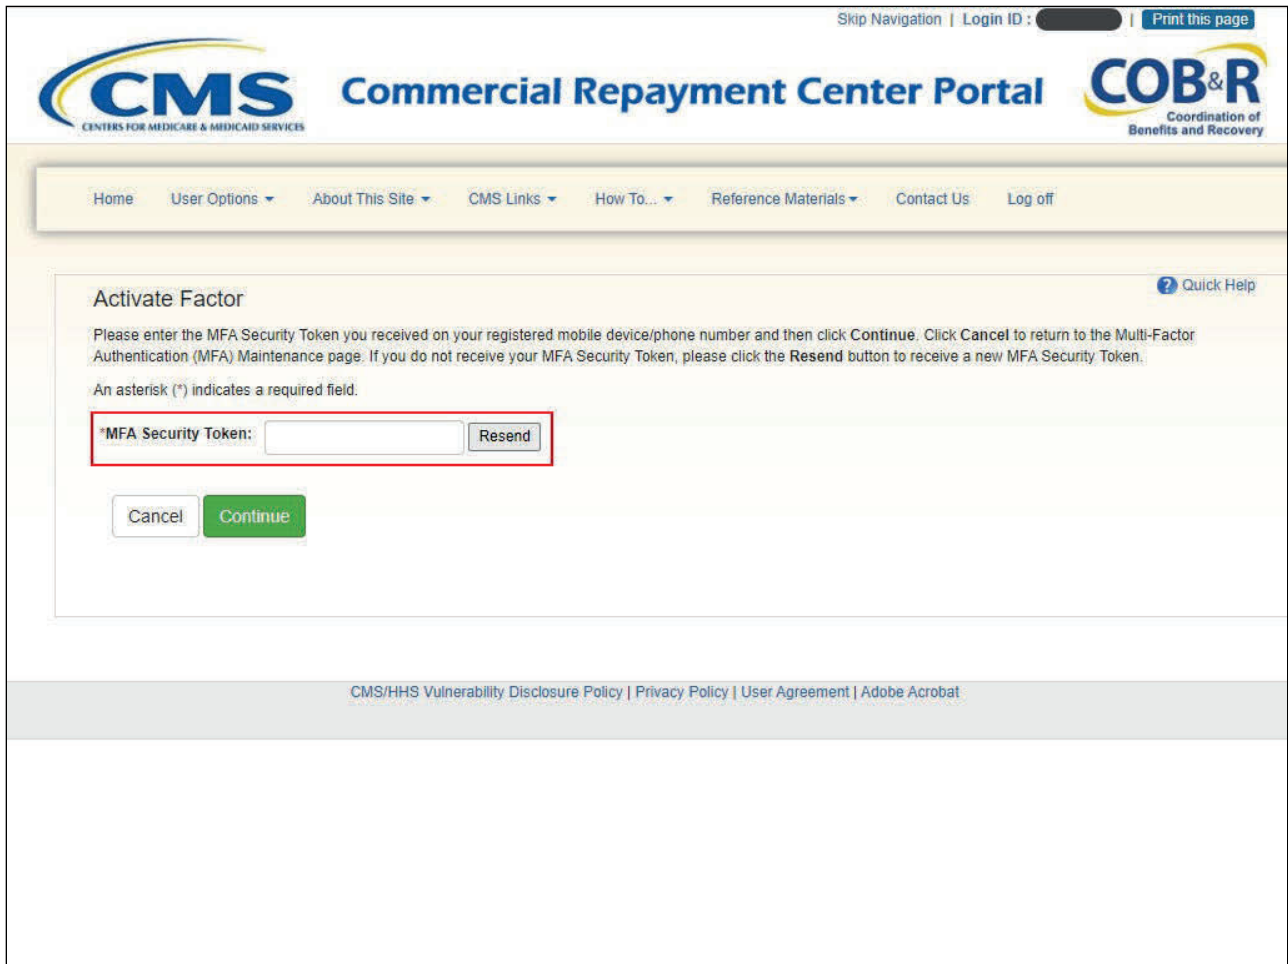 Skip Navigation | Login ID : | Print this page
CMS
CENTERS FOR MEDICARE & MEDICAID SERVICES
Commercial Repayment Center Portal
COB&R
Coordination of
Benefits and Recovery
Home User Options About This Site CMS Links How To... Reference Materials Contact Us Log off
Quick Help
Activate Factor
Please enter the MFA Security Token you received on your registered mobile device/phone number and then click Continue. Click Cancel to return to the Multi-Factor
Authentication (MFA) Maintenance page. If you do not receive your MFA Security Token, please click the Resend button to receive a new MFA Security Token.
An asterisk (*) indicates a required field.
*MFA Security Token: Resend
Cancel Continue
CMS/HHS Vulnerability Disclosure Policy | Privacy Policy | User Agreement | Adobe Acrobat